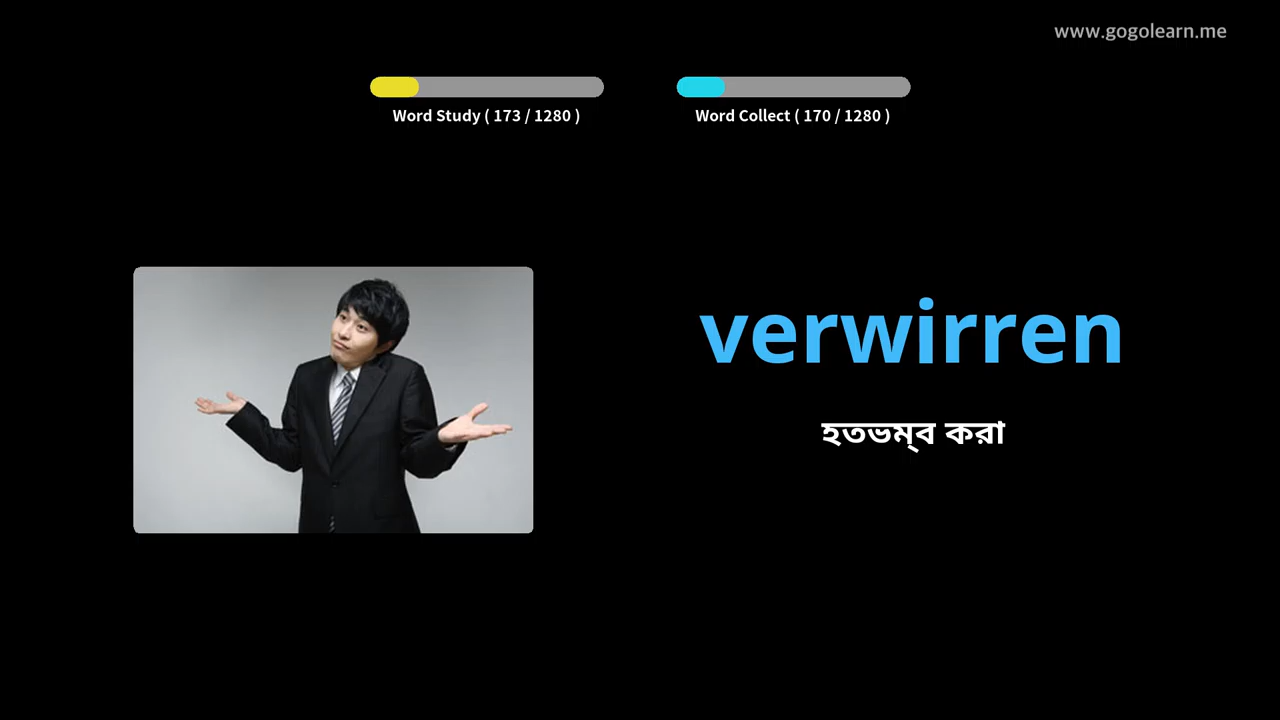 www.gogolearn.me
Word Study ( 173 / 1280 )
Word Collect ( 170 / 1280 )
verwirren
হতভম্ব করা